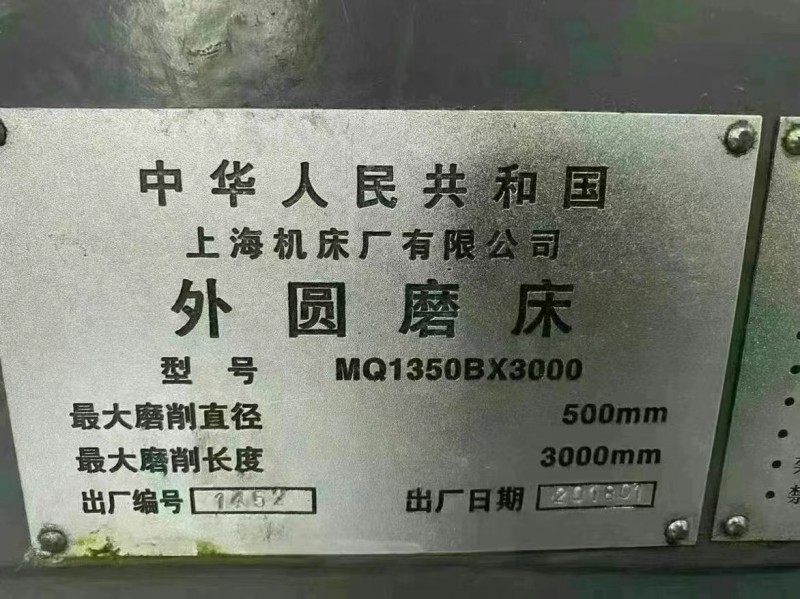 中华人民共和国
上海机床厂有限公司
外圆磨床
型号 MQ1350BX3000
最大磨削直径 500mm
最大磨削长度 3000mm
出厂编号 1452
出厂日期 201801
禁